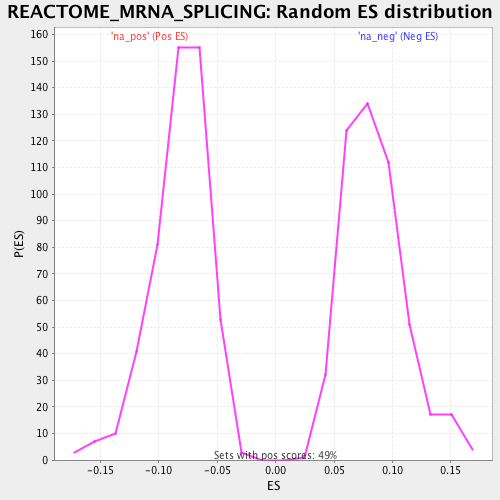 REACTOME_MRNA_SPLICING: Random ES distribution
'na_pos' (Pos ES)
'na_neg' (Neg ES)
160
150
140
130
120
110
100
90
80
70
60
50
40
30
20
10
0
P(ES)
Sets with pos scores: 49%
-0.15 -0.10 -0.05 0.00 0.05 0.10 0.15
ES